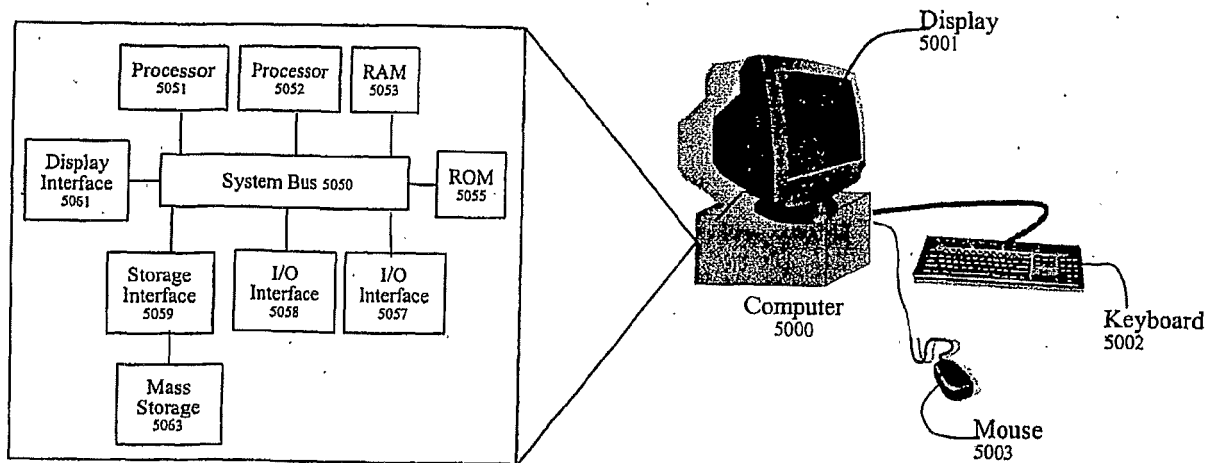 Processor
5051
Processor
5052
RAM
5053
Display
Interface
5061
System Bus 5050
ROM
5055
Storage
Interface
5059
I/O
Interface
5058
I/O
Interface
5057
Mass
Storage
5063
Display
5001
Computer
5000
Keyboard
5002
Mouse
5003